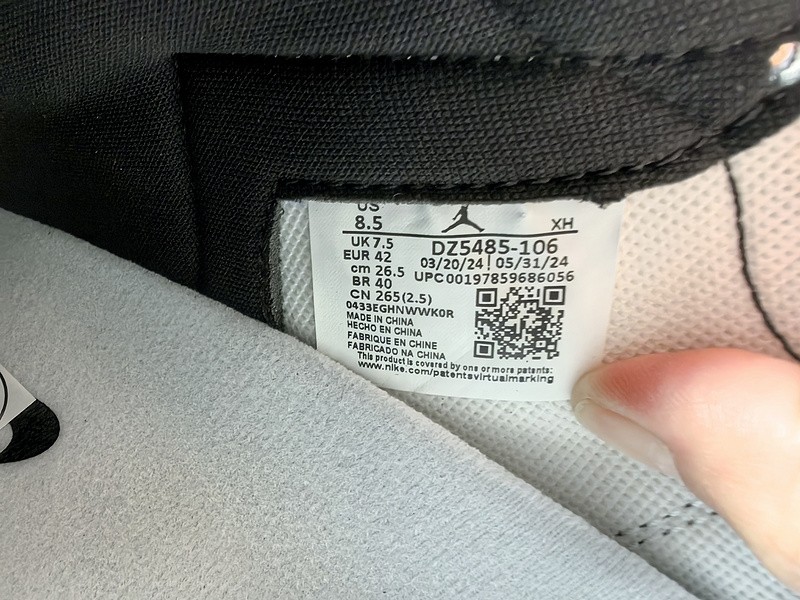 US
8.5
XH
UK 7.5
DZ5485-106
EUR 42
03/20/24 | 05/31/24
cm 26.5
UPC 00197859686056
BR 40
CN 265(2.5)
0433EGHNWWK0R
MADE IN CHINA
HECHO EN CHINA
FABRIQUE EN CHINE
FABRICADO NA CHINA
This product is covered by one or more patents:
www.nike.com/patentsvirtualmarking